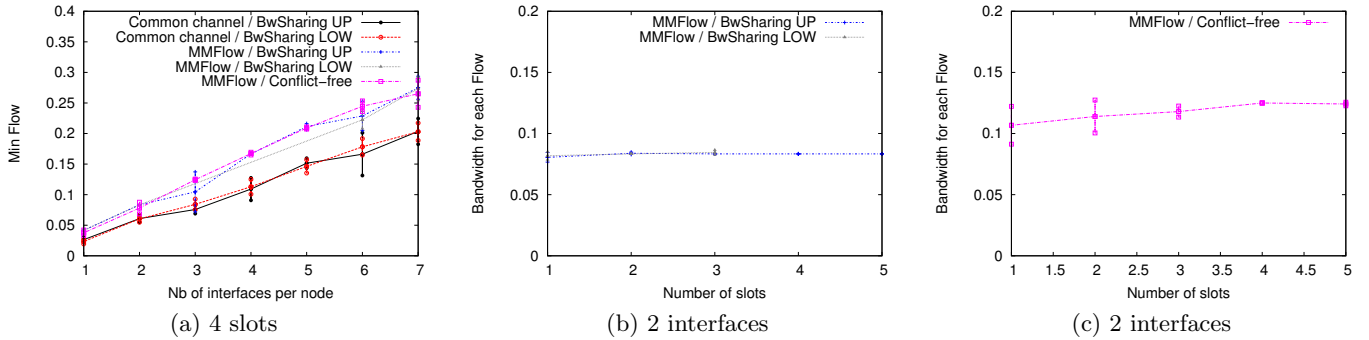 Min Flow
0.4
0.35
0.3
0.25
0.2
0.15
0.1
0.05
0
Common channel / BwSharing UP
Common channel / BwSharing LOW
MMFlow / BwSharing UP
MMFlow / BwSharing LOW
MMFlow / Conflict-free
1 2 3 4 5 6 7
Nb of interfaces per node
(a) 4 slots
Bandwidth for each Flow
0.2
0.15
0.1
0.05
0
MMFlow / BwSharing UP
MMFlow / BwSharing LOW
1 2 3 4 5
Number of slots
(b) 2 interfaces
Bandwidth for each Flow
0.2
0.15
0.1
0.05
0
MMFlow / Conflict-free
1 1.5 2 2.5 3 3.5 4 4.5 5
Number of slots
(c) 2 interfaces